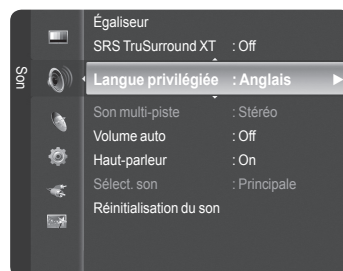 Son
Égaliseur
SRS TruSurround XT : Off
Langue privilégiée : Anglais
Son multi-piste : Stéréo
Volume auto : Off
Haut-parleur : On
Sélect. son : Principale
Réinitialisation du son